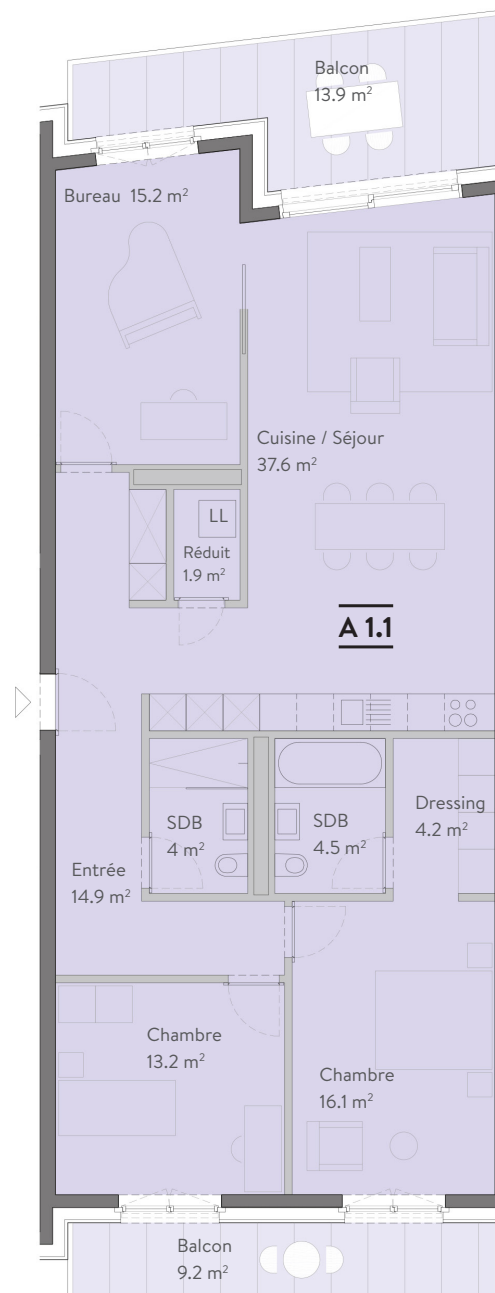 Balcon
13.9 m²
Bureau 15.2 m²
Cuisine / Séjour
37.6 m²
LL
Réduit
1.9 m²
A 1.1
SDB
4 m²
SDB
4.5 m²
Dressing
4.2 m²
Entrée
14.9 m²
Chambre
13.2 m²
Chambre
16.1 m²
Balcon
9.2 m²